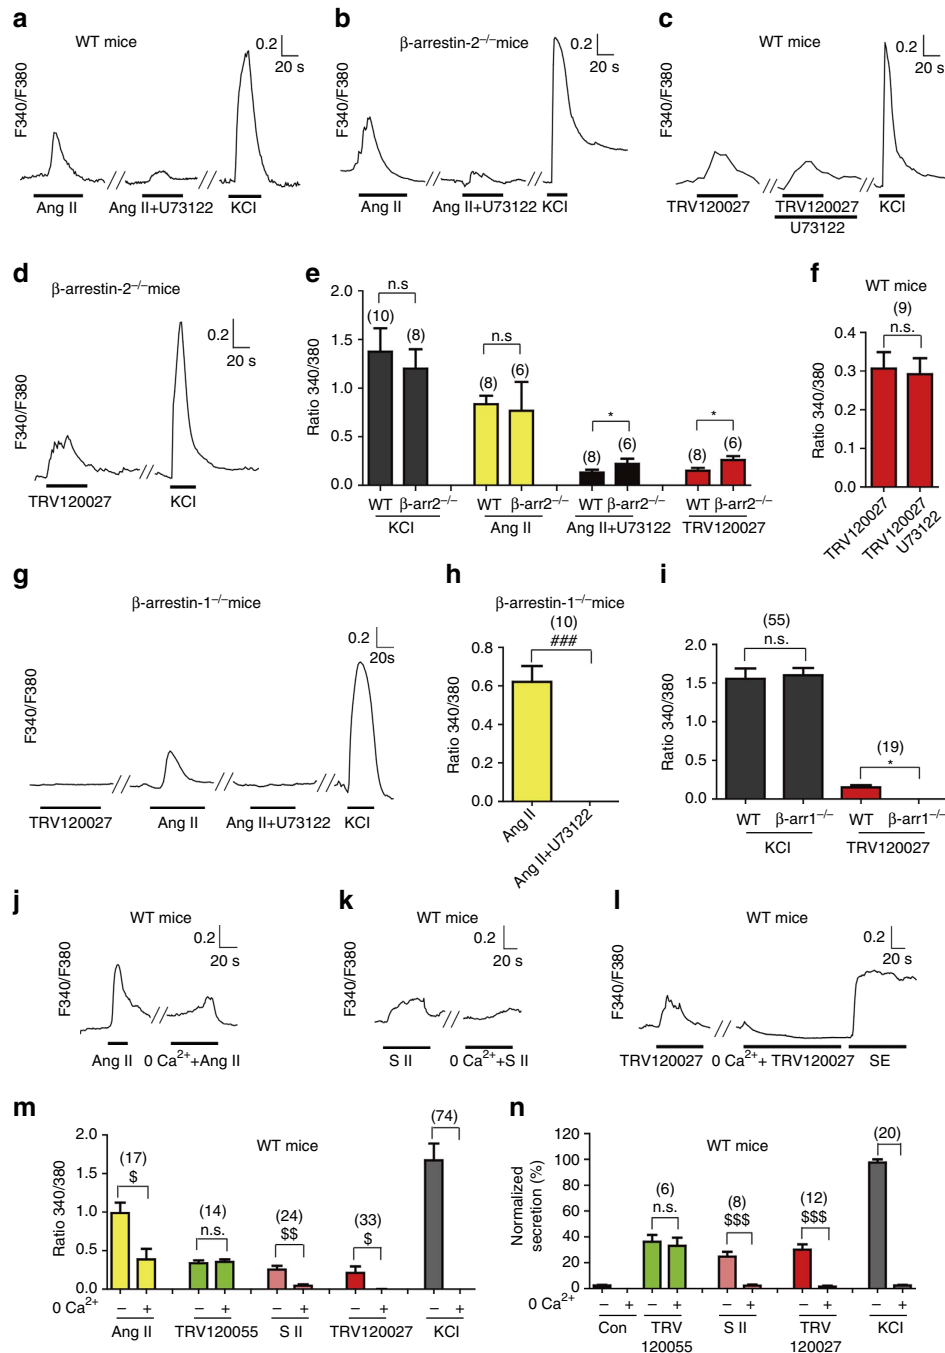 a
WT mice
0.2
20 s
F340/F380
Ang II
Ang II+U73122
KCl
b
β-arrestin-2–/–mice
0.2
20 s
F340/F380
Ang II
Ang II+U73122
KCl
c
WT mice
0.2
20 s
F340/F380
TRV120027
TRV120027
U73122
KCl
d
β-arrestin-2–/–mice
0.2
20 s
F340/F380
TRV120027
KCl
e
Ratio 340/380
2.0
1.5
1.0
0.5
0.0
n.s
(10)
(8)
n.s
(8)
(6)
*
(8)
(6)
*
(8)
(6)
WT β-arr2–/–
WT β-arr2–/–
WT β-arr2–/–
WT β-arr2–/–
KCl
Ang II
Ang II+U73122
TRV120027
f
WT mice
(9)
n.s.
Ratio 340/380
0.4
0.3
0.2
0.1
0.0
TRV120027
TRV120027
U73122
g
β-arrestin-1–/–mice
0.2
20s
F340/F380
TRV120027
Ang II
Ang II+U73122
KCl
h
β-arrestin-1–/–mice
(10)
###
Ratio 340/380
0.8
0.6
0.4
0.2
0.0
Ang II
Ang II+U73122
i
(55)
n.s.
(19)
*
Ratio 340/380
2.0
1.5
1.0
0.5
0.0
WT β-arr1–/–
WT β-arr1–/–
KCl
TRV120027
j
WT mice
0.2
20 s
F340/F380
Ang II
0 Ca2++Ang II
k
WT mice
0.2
20 s
F340/F380
S II
0 Ca2++S II
l
WT mice
0.2
20 s
F340/F380
TRV120027
0 Ca2++ TRV120027
SE
m
WT mice
Ratio 340/380
2.0
1.5
1.0
0.5
0.0
(17)
$
(14)
n.s.
(24)
$$
(33)
$
(74)
0 Ca2+
– + – + – + – + – +
Ang II
TRV120055
S II
TRV120027
KCl
n
WT mice
Normalized
secretion (%)
120
100
80
60
40
20
0
(6)
n.s.
(8)
$$$
(12)
$$$
(20)
0 Ca2+
– + – + – + – + – +
Con
TRV
120055
S II
TRV
120027
KCl